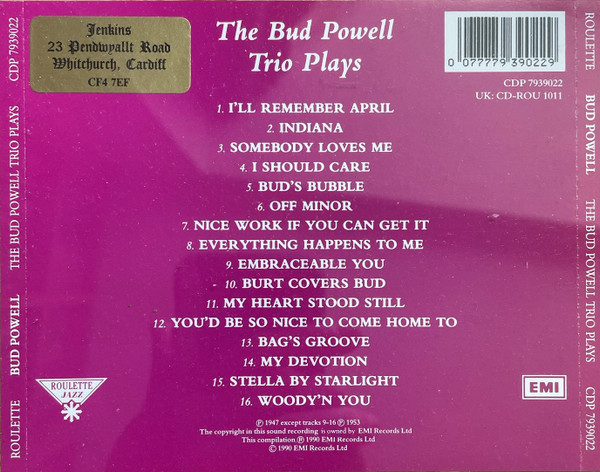 ROULETTE BUD POWELL THE BUD POWELL TRIO PLAYS CDP 7939022
Jenkins
23 Pendwyallt Road
Whitchurch, Cardiff
CF4 7EF
The Bud Powell
Trio Plays
0 077779 390229
CDP 7939022
UK: CD-ROU 1011
1. I'LL REMEMBER APRIL
2. INDIANA
3. SOMEBODY LOVES ME
4. I SHOULD CARE
5. BUD'S BUBBLE
6. OFF MINOR
7. NICE WORK IF YOU CAN GET IT
8. EVERYTHING HAPPENS TO ME
9. EMBRACEABLE YOU
10. BURT COVERS BUD
11. MY HEART STOOD STILL
12. YOU'D BE SO NICE TO COME HOME TO
13. BAG'S GROOVE
14. MY DEVOTION
15. STELLA BY STARLIGHT
16. WOODY'N YOU
ROULETTE
JAZZ
EMI
℗ 1947 except tracks 9-16 ℗ 1953
The copyright in this sound recording is owned by EMI Records Ltd
This compilation ℗ 1990 EMI Records Ltd
© 1990 EMI Records Ltd
ROULETTE BUD POWELL THE BUD POWELL TRIO PLAYS CDP 7939022